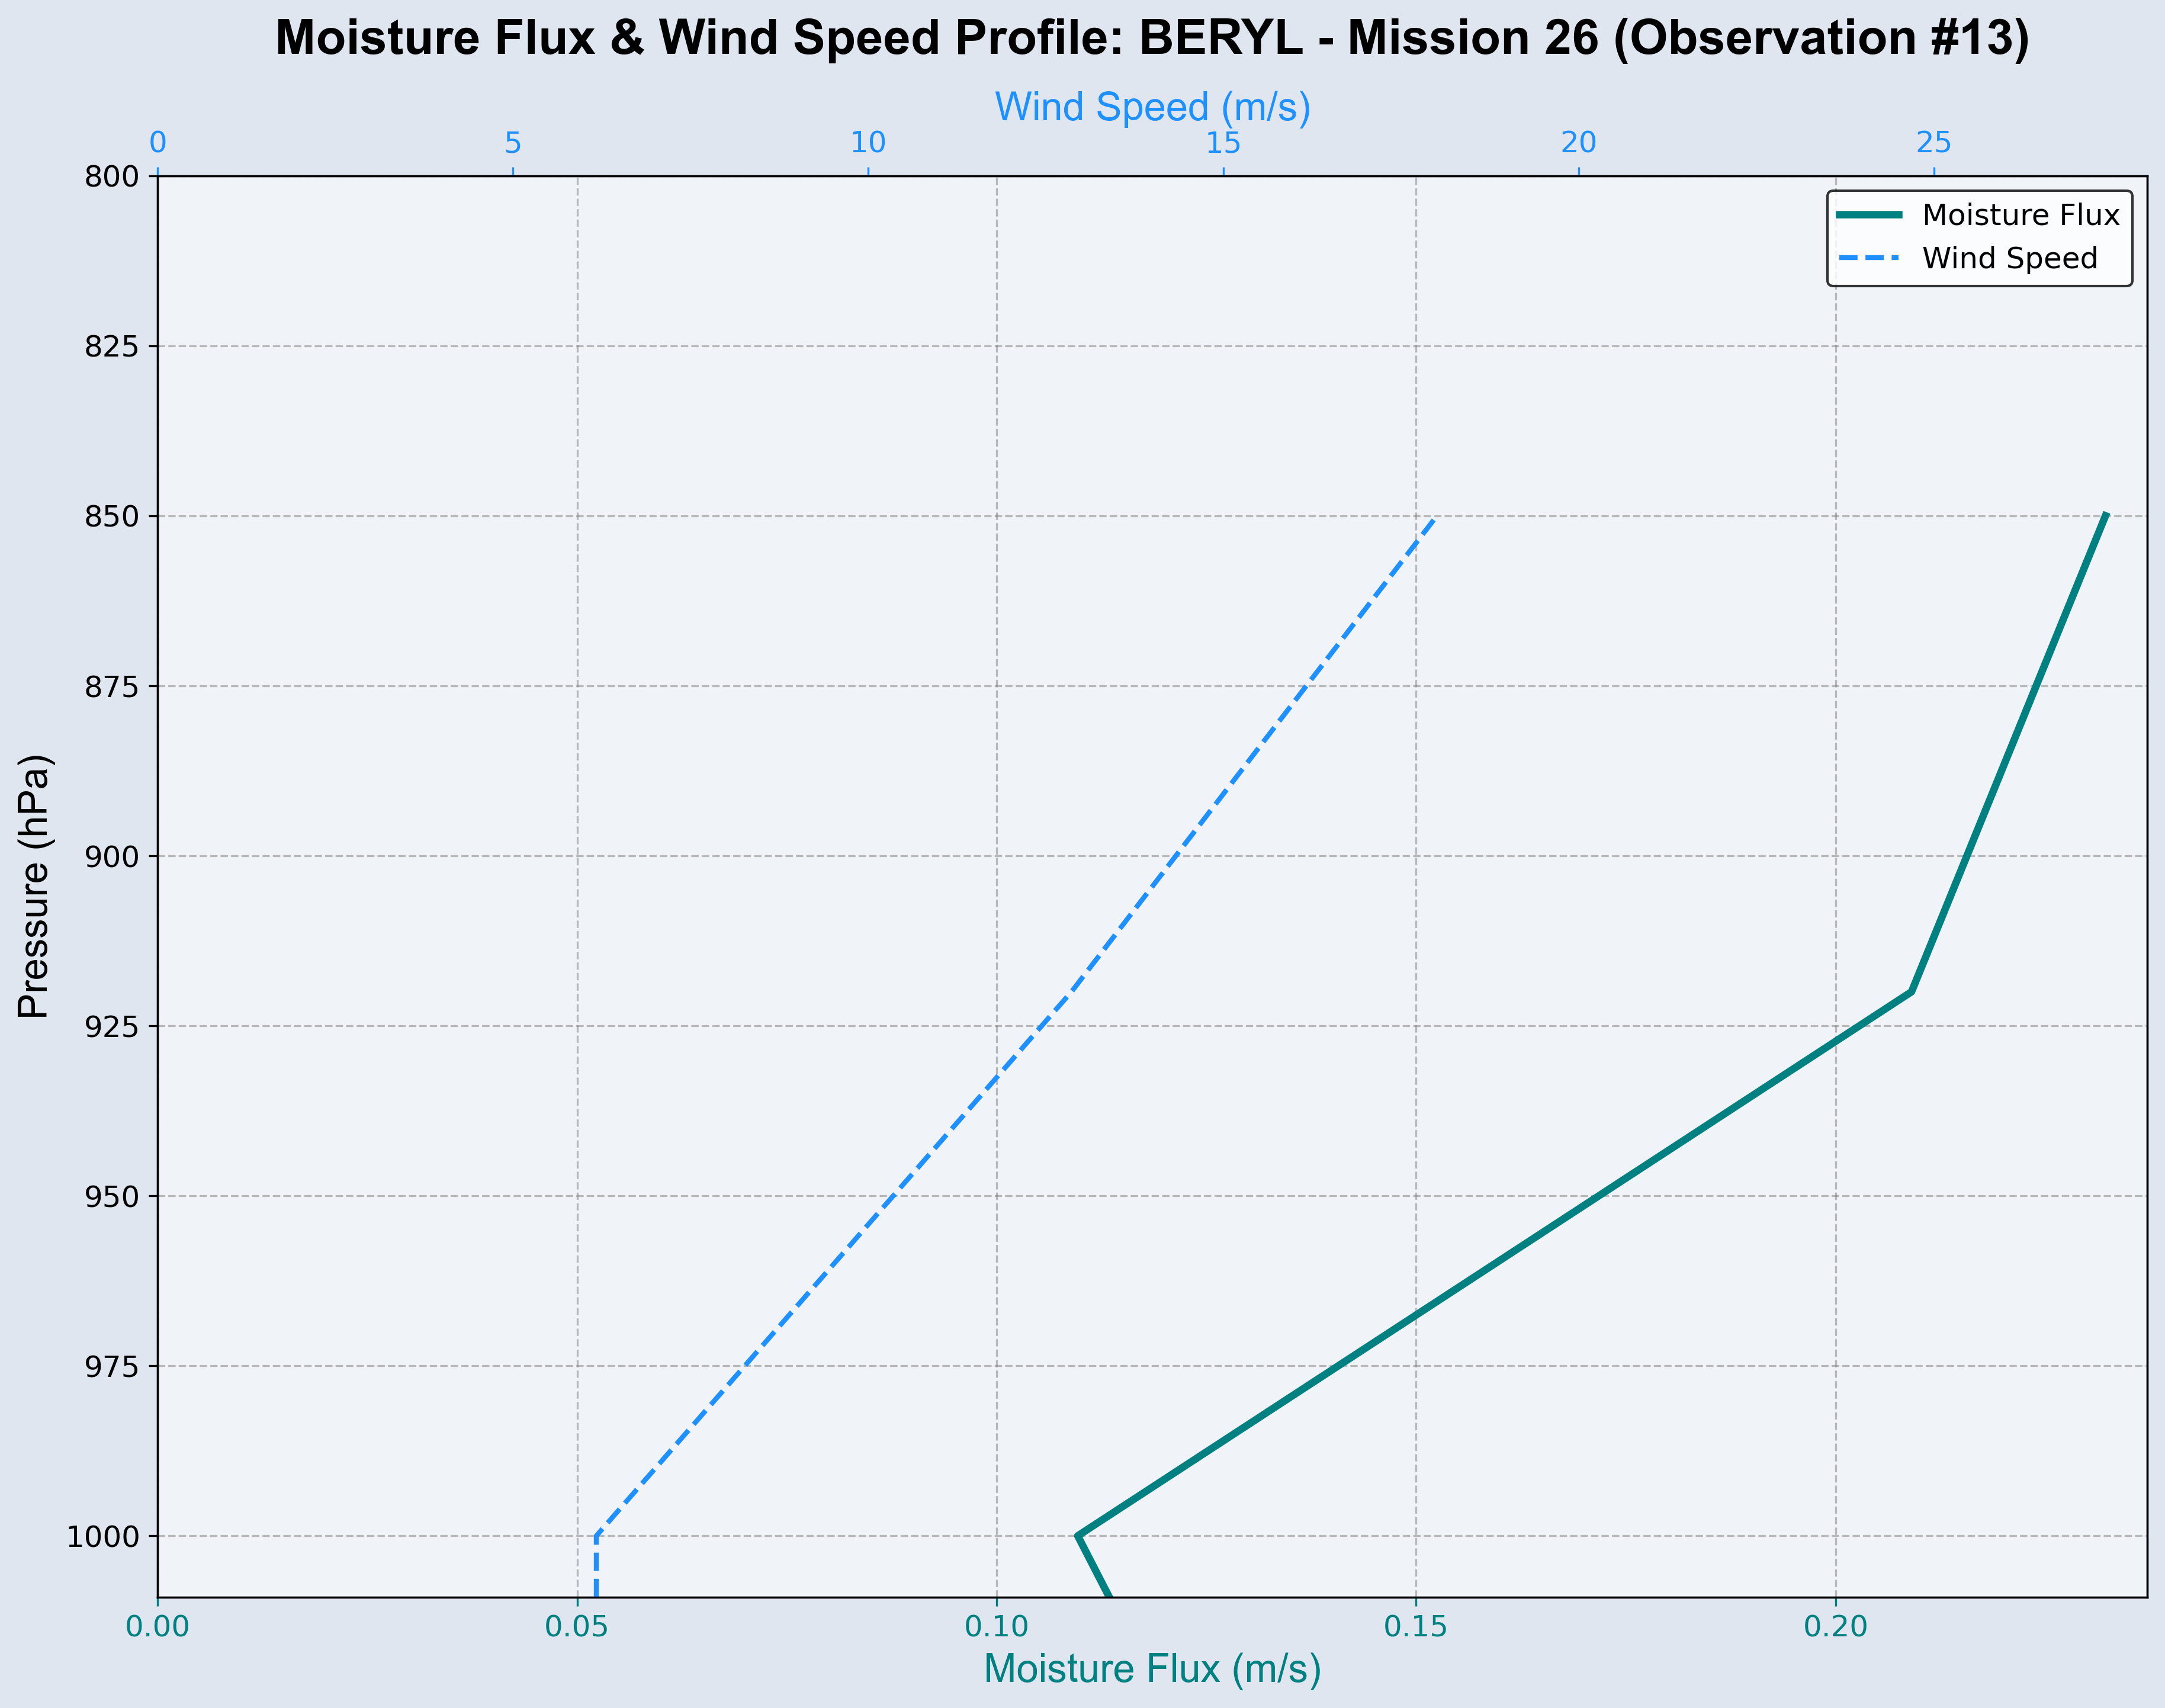 Moisture Flux & Wind Speed Profile: BERYL - Mission 26 (Observation #13)
Wind Speed (m/s)
0 5 10 15 20 25
Moisture Flux
Wind Speed
Pressure (hPa)
800
825
850
875
900
925
950
975
1000
0.00 0.05 0.10 0.15 0.20
Moisture Flux (m/s)